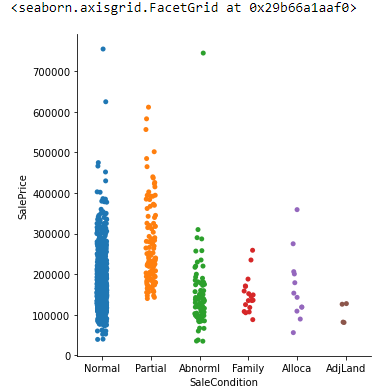 <seaborn.axisgrid.FacetGrid at 0x29b66a1aaf0>
700000
600000
500000
400000
300000
200000
100000
0
SalePrice
Normal Partial Abnorml Family Alloca AdjLand
SaleCondition